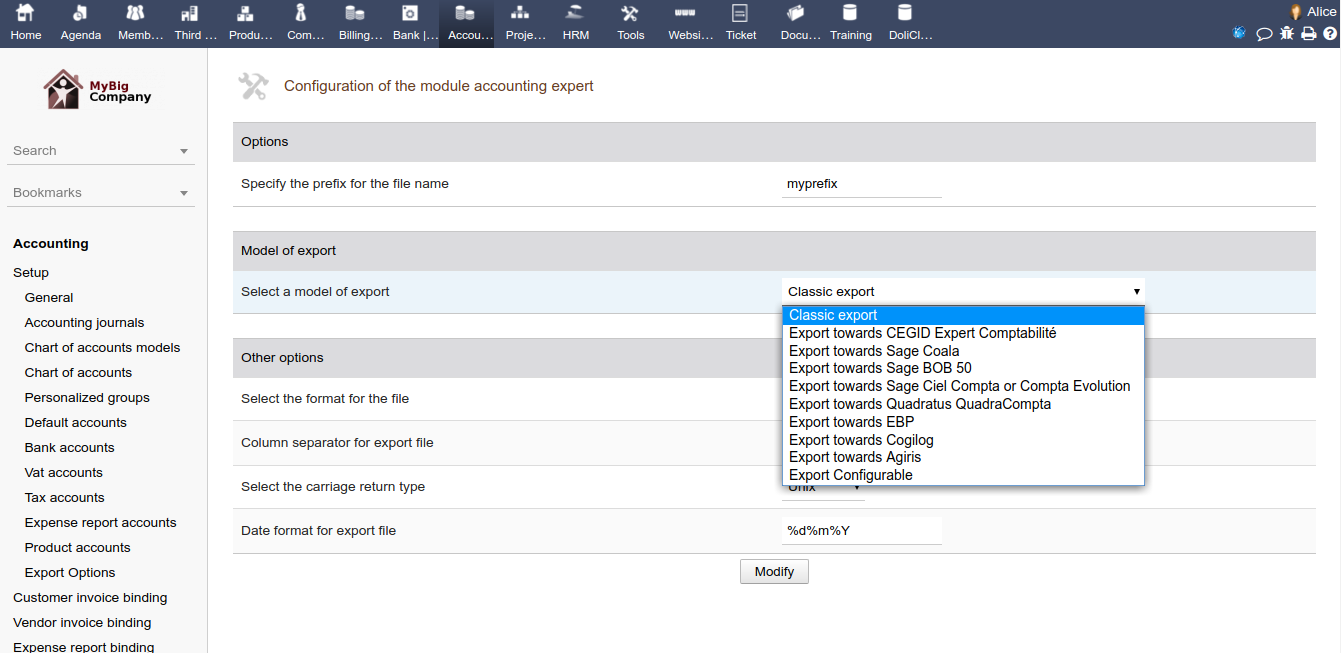 Home Agenda Memb... Third ... Produ... Com... Billing... Bank |... Accou... Proje... HRM Tools Websi... Ticket Docu... Training DoliCl... Alice
MyBig
Company
Search
Bookmarks
Accounting
Setup
General
Accounting journals
Chart of accounts models
Chart of accounts
Personalized groups
Default accounts
Bank accounts
Vat accounts
Tax accounts
Expense report accounts
Product accounts
Export Options
Customer invoice binding
Vendor invoice binding
Expense report binding
Configuration of the module accounting expert
Options
Specify the prefix for the file name myprefix
Model of export
Select a model of export Classic export
Classic export
Export towards CEGID Expert Comptabilité
Export towards Sage Coala
Export towards Sage BOB 50
Export towards Sage Ciel Compta or Compta Evolution
Export towards Quadratus QuadraCompta
Export towards EBP
Export towards Cogilog
Export towards Agiris
Export Configurable
Other options
Select the format for the file
Column separator for export file
Select the carriage return type Unix
Date format for export file %d%m%Y
Modify